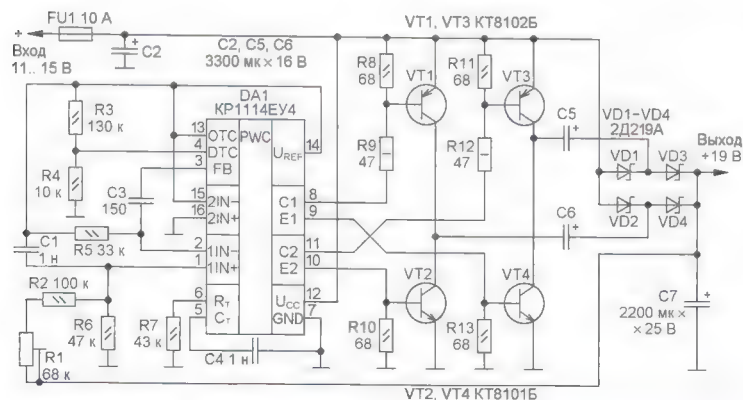 FU1 10 А
Вход
11.. 15 В
C2
C2, C5, C6
3300 мк × 16 В
VT1, VT3 КТ8102Б
R8
68
VT1
R11
68
VT3
C5
VD1–VD4
2Д219А
Выход
+19 В
VD1
VD3
VD2
VD4
R3
130 к
R4
10 к
C3
150
DA1
КР1114ЕУ4
PWC
13
OTC
4
DTC
3
FB
15
2IN-
16
2IN+
2
1IN-
1
1IN+
6
RT
5
CT
14
UREF
8
C1
9
E1
11
C2
10
E2
12
UCC
7
GND
R9
47
R12
47
C6
C1
1 н
R5 33 к
R2 100 к
R1
68 к
R6
47 к
R7
43 к
C4 1 н
VT2
VT4
R10
68
R13
68
C7
2200 мк ×
× 25 В
VT2, VT4 КТ8101Б